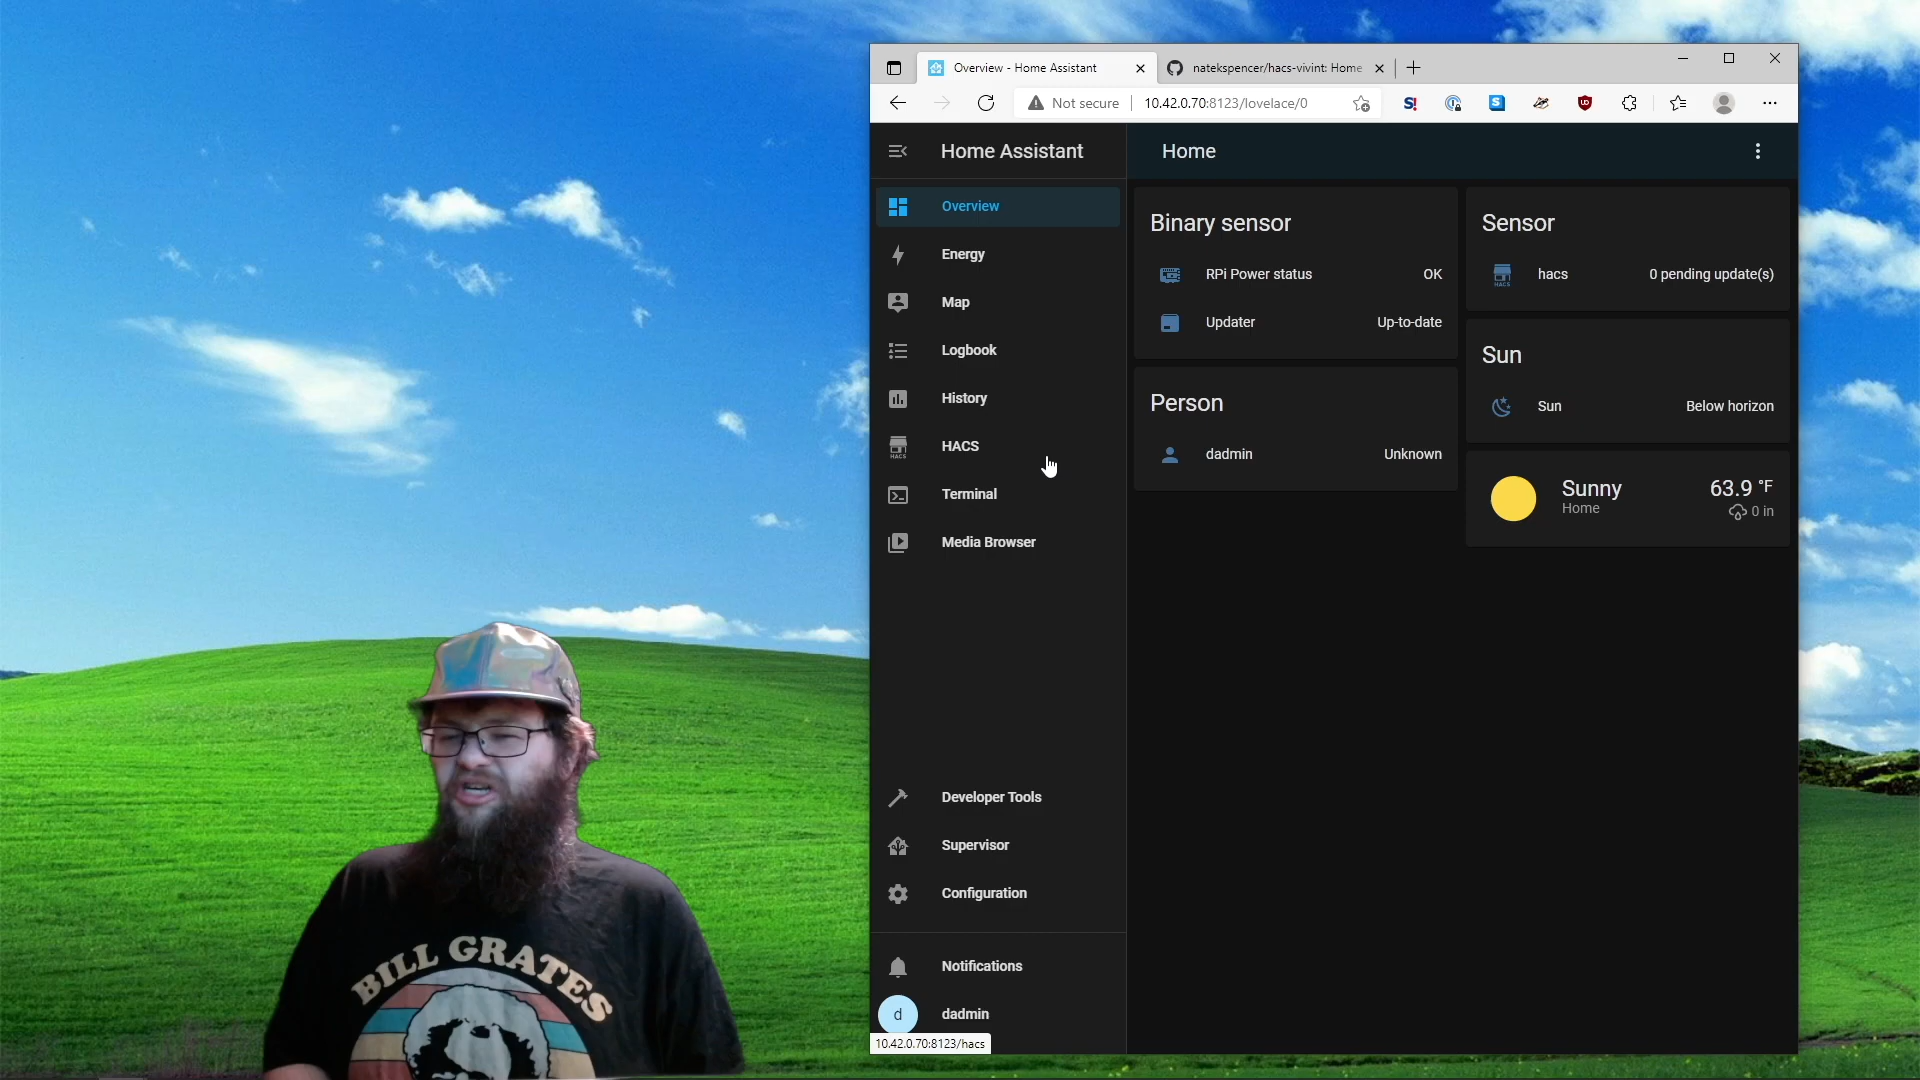 Overview - Home Assistant
natekspencer/hacs-vivint: Home
Not secure
10.42.0.70:8123/lovelace/0
Home Assistant
Home
Overview
Energy
Map
Logbook
History
HACS
Terminal
Media Browser
Developer Tools
Supervisor
Configuration
Notifications
d
dadmin
10.42.0.70:8123/hacs
Binary sensor
RPi Power status OK
Updater Up-to-date
Person
dadmin Unknown
Sensor
hacs 0 pending update(s)
Sun
Sun Below horizon
Sunny 63.9 °F
Home 0 in
BILL GRATES